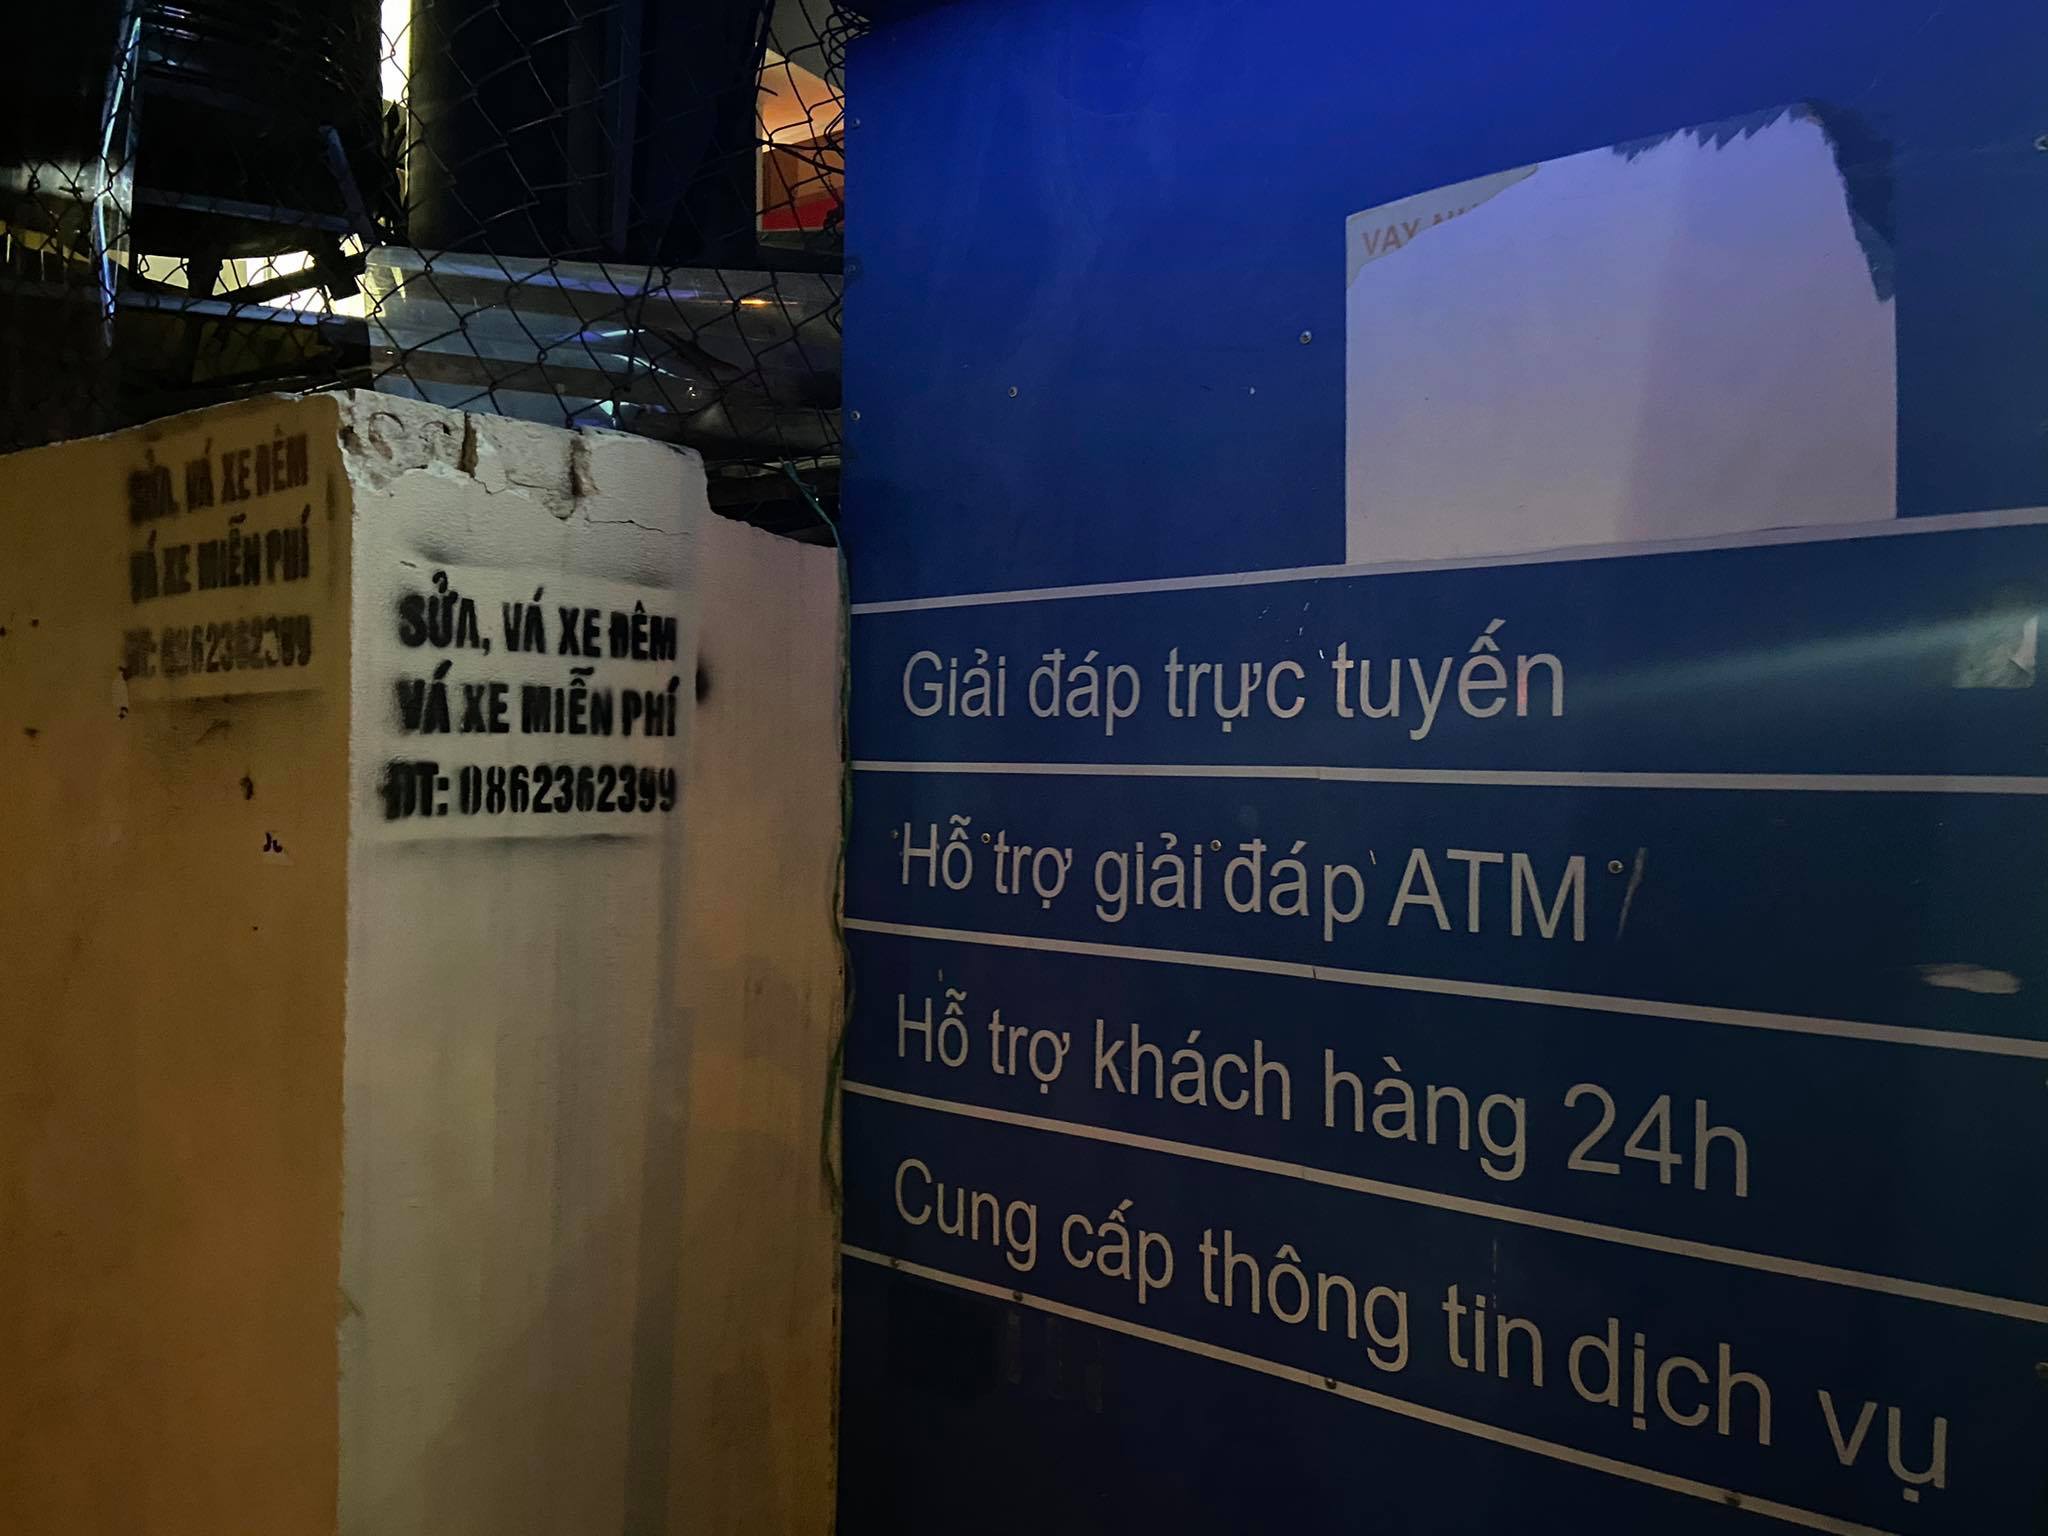 SỬA, VÁ XE ĐÊM
VÁ XE MIỄN PHÍ
ĐT: 0862362399
SỬA, VÁ XE ĐÊM
VÁ XE MIỄN PHÍ
ĐT: 0862362399
VAY
Giải đáp trực tuyến
Hỗ trợ giải đáp ATM
Hỗ trợ khách hàng 24h
Cung cấp thông tin dịch vụ